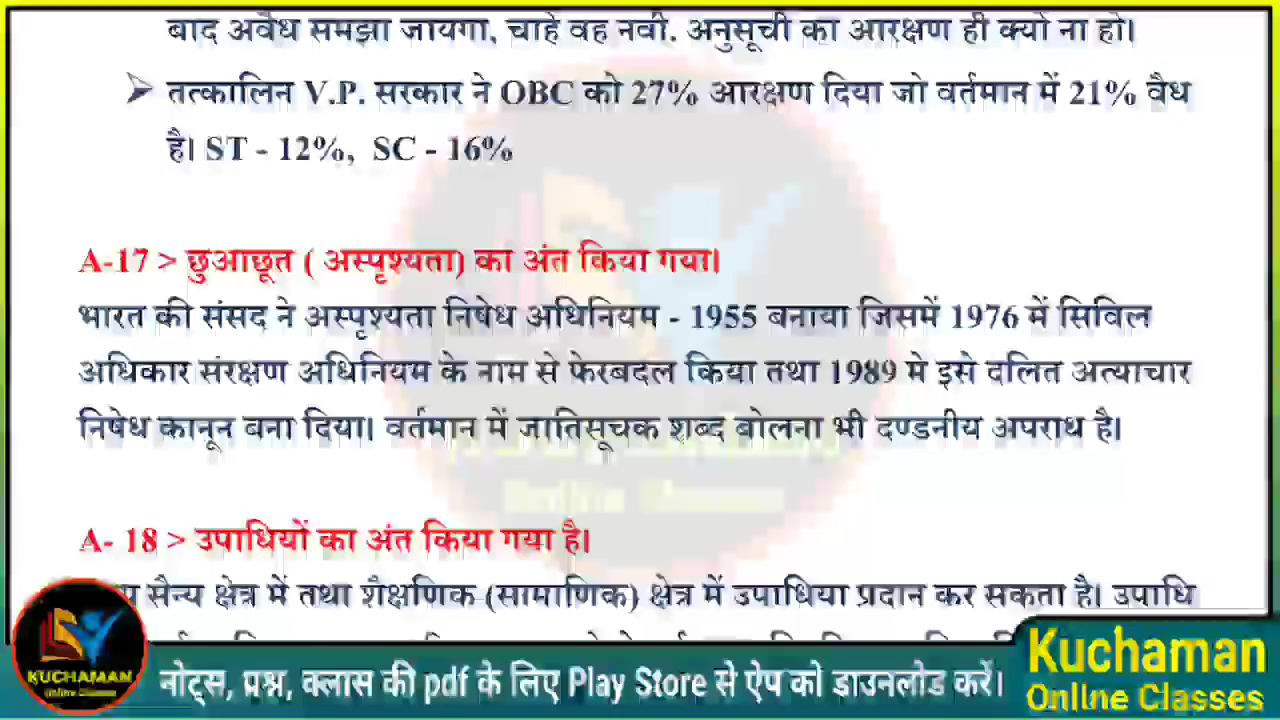 बाद अवैध समझा जायगा, चाहे वह नवी. अनुसूची का आरक्षण ही क्यों ना हो।
➢ तत्कालिन V.P. सरकार ने OBC को 27% आरक्षण दिया जो वर्तमान में 21% वैध
है। ST - 12%, SC - 16%
A-17 > छुआछूत ( अस्पृश्यता) का अंत किया गया।
भारत की संसद ने अस्पृश्यता निषेध अधिनियम - 1955 बनाया जिसमें 1976 में सिविल
अधिकार संरक्षण अधिनियम के नाम से फेरबदल किया तथा 1989 मे इसे दलित अत्याचार
निषेध कानून बना दिया। वर्तमान में जातिसूचक शब्द बोलना भी दण्डनीय अपराध है।
A- 18 > उपाधियों का अंत किया गया है।
सैन्य क्षेत्र में तथा शैक्षणिक (सामाणिक) क्षेत्र में उपाधिया प्रदान कर सकता है। उपाधि
KUCHAMAN
Online Classes
नोट्स, प्रश्न, क्लास की pdf के लिए Play Store से ऐप को डाउनलोड करें।
Kuchaman
Online Classes